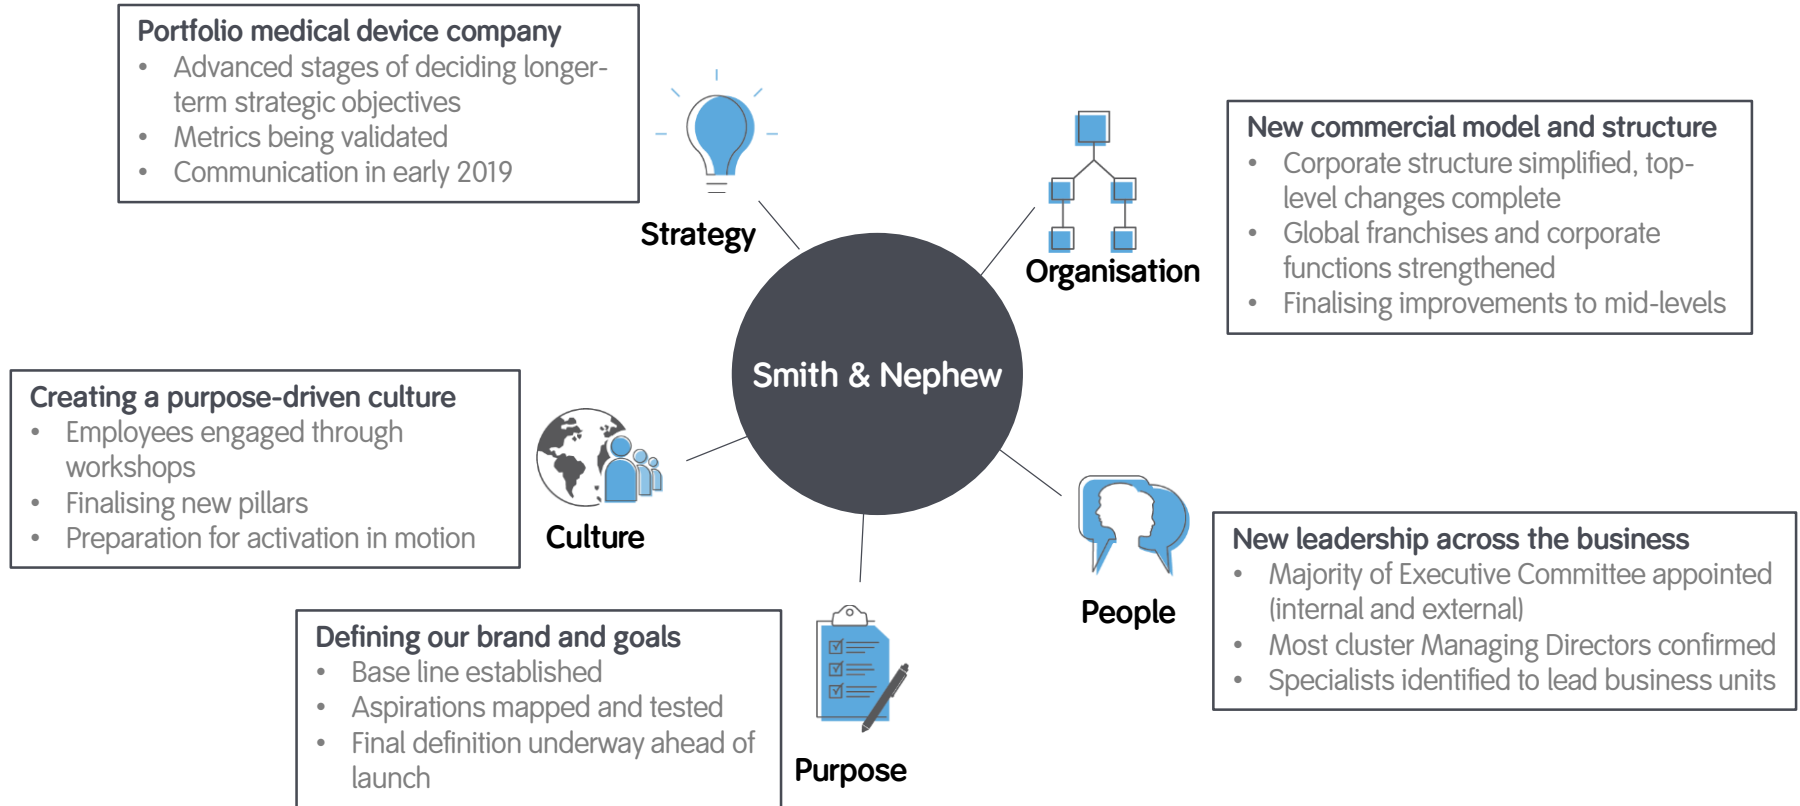 Portfolio medical device company
• Advanced stages of deciding longer-
term strategic objectives
• Metrics being validated
• Communication in early 2019
Strategy
New commercial model and structure
• Corporate structure simplified, top-
level changes complete
• Global franchises and corporate
functions strengthened
• Finalising improvements to mid-levels
Organisation
Smith & Nephew
Creating a purpose-driven culture
• Employees engaged through
workshops
• Finalising new pillars
• Preparation for activation in motion
Culture
New leadership across the business
• Majority of Executive Committee appointed
(internal and external)
• Most cluster Managing Directors confirmed
• Specialists identified to lead business units
People
Defining our brand and goals
• Base line established
• Aspirations mapped and tested
• Final definition underway ahead of
launch
Purpose